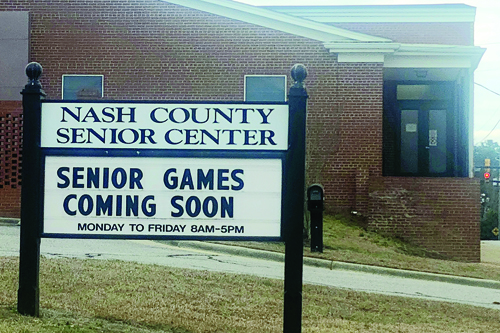 NASH COUNTY
SENIOR CENTER
SENIOR GAMES
COMING SOON
MONDAY TO FRIDAY 8AM-5PM